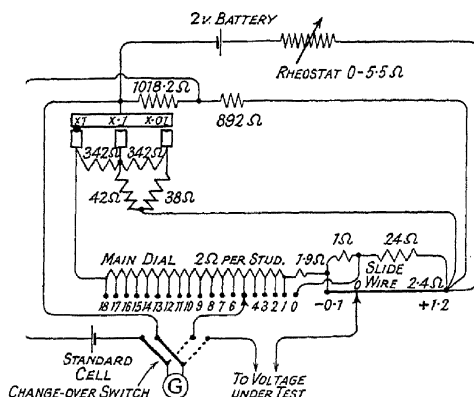 2v. BATTERY
RHEOSTAT 0-5.5 Ω
1018.2 Ω
892 Ω
X1 X.1 X.01
342Ω 342Ω
42Ω 38Ω
MAIN DIAL 2Ω PER STUD.
1.9Ω
1Ω
24Ω
SLIDE
WIRE
2.4Ω
0
18 17 16 15 14 13 12 11 10 9 8 7 6 4 3 2 1 0
-0.1
+1.2
STANDARD
CELL
CHANGE-OVER SWITCH
G
TO VOLTAGE
UNDER TEST